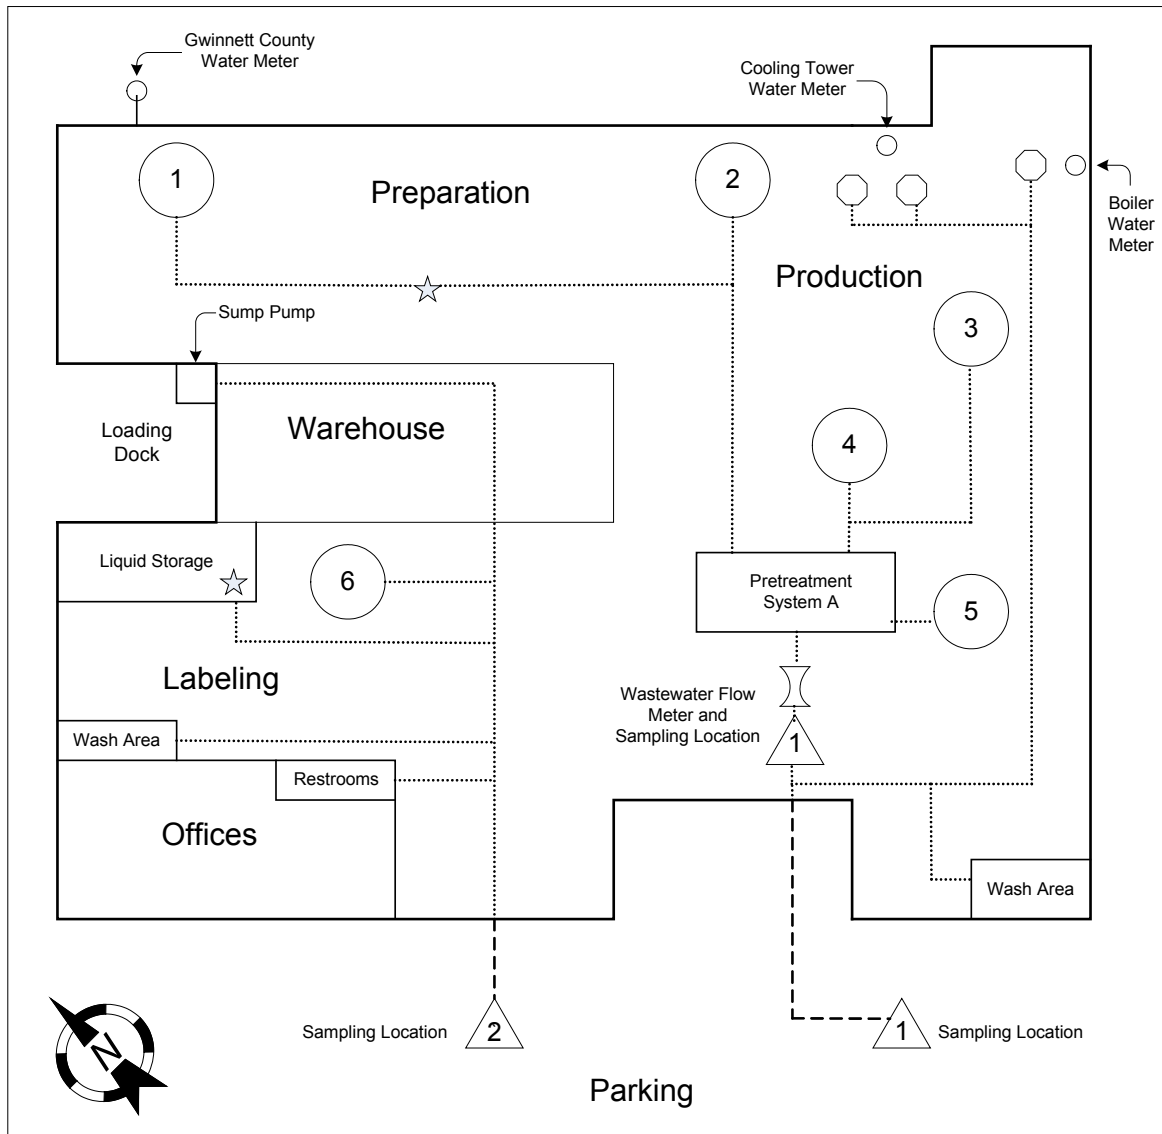 Gwinnett County
Water Meter
Cooling Tower
Water Meter
1
Preparation
2
Boiler
Water
Meter
Production
Sump Pump
3
Loading
Dock
Warehouse
4
Liquid Storage
6
Pretreatment
System A
5
Labeling
Wastewater Flow
Meter and
Sampling Location
1
Wash Area
Restrooms
Offices
Wash Area
Sampling Location
2
1
Sampling Location
N
Parking